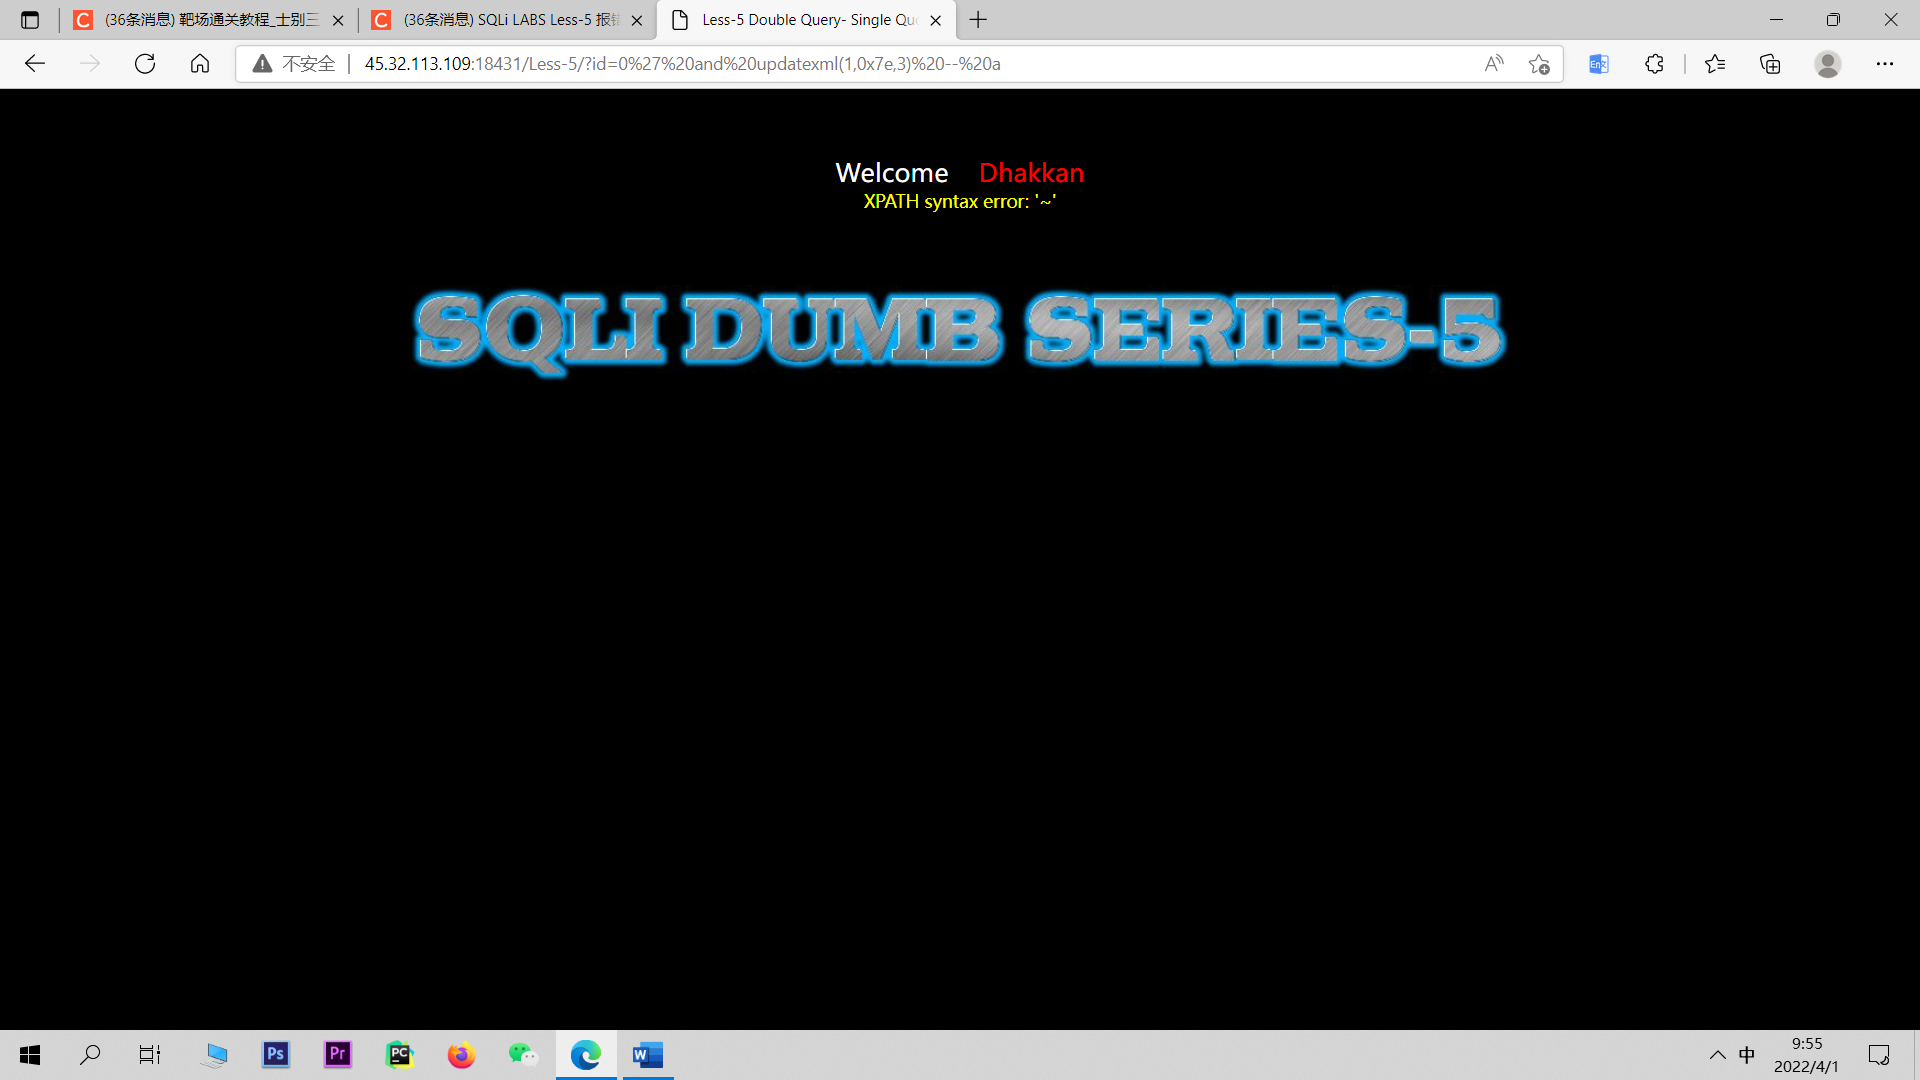 (36条消息) 靶场通关教程_士别三
(36条消息) SQLi LABS Less-5 报错
Less-5 Double Query- Single Quo
不安全
45.32.113.109:18431/Less-5/?id=0%27%20and%20updatexml(1,0x7e,3)%20--%20a
Welcome Dhakkan
XPATH syntax error: '~'
SQLI DUMB SERIES-5
中
9:55
2022/4/1